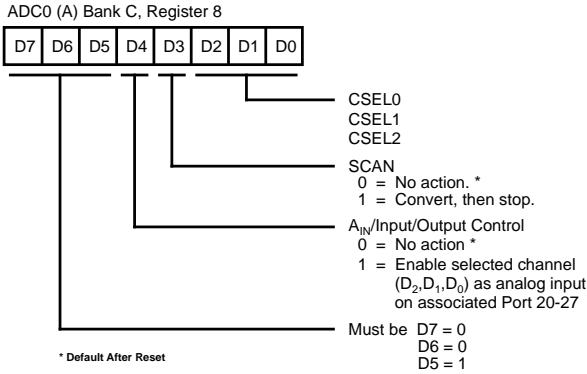 ADC0 (A) Bank C, Register 8
D7 D6 D5 D4 D3 D2 D1 D0
CSEL0
CSEL1
CSEL2
SCAN
0 = No action. *
1 = Convert, then stop.
AIN/Input/Output Control
0 = No action *
1 = Enable selected channel
(D2,D1,D0) as analog input
on associated Port 20-27
Must be D7 = 0
D6 = 0
D5 = 1
* Default After Reset